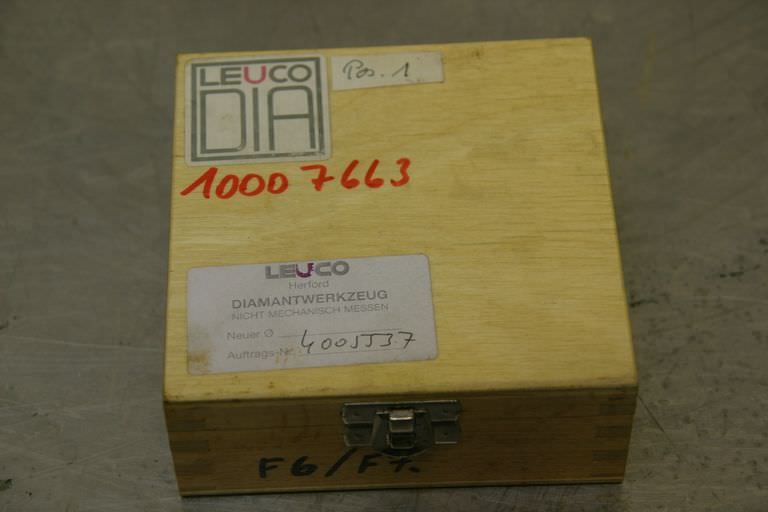 LEUCO
DIA
Pos. 1
10007663
LEUCO
Herford
DIAMANTWERKZEUG
NICHT MECHANISCH MESSEN
Neuer Ø
Auftrags-Nr. 4005537
F6/F7.